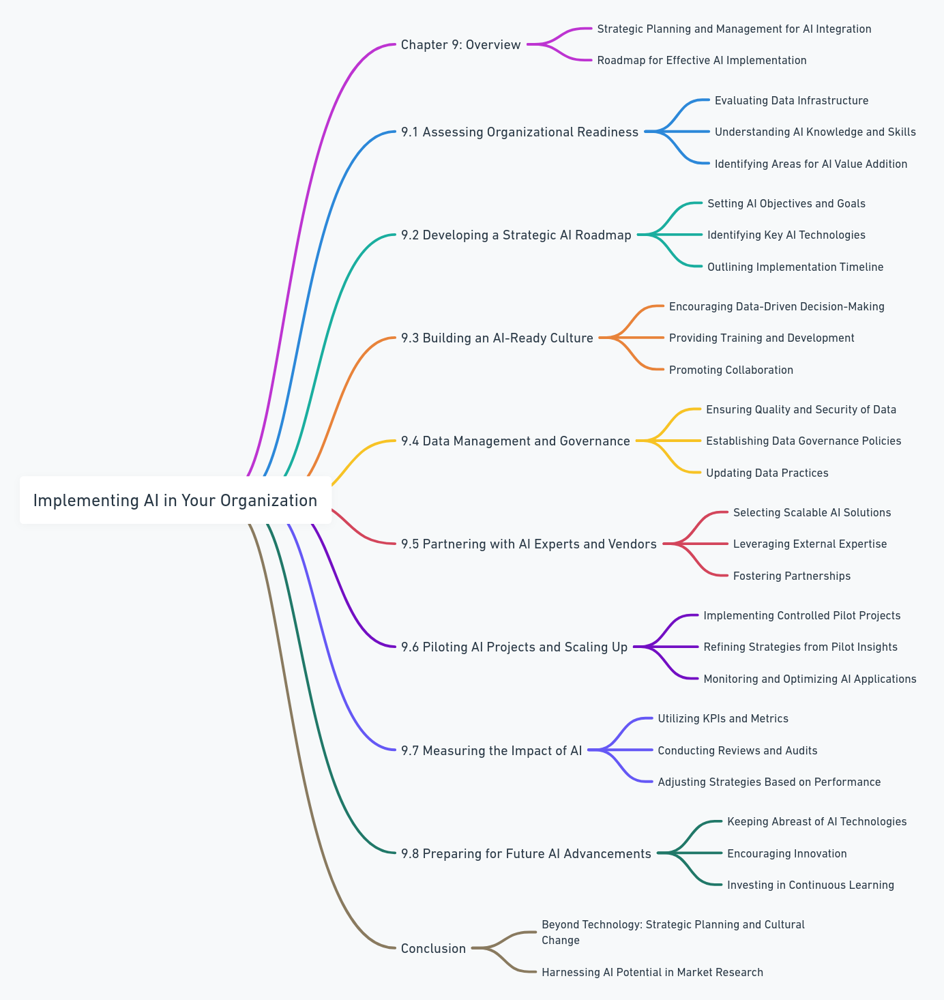 Implementing AI in Your Organization
Chapter 9: Overview
Strategic Planning and Management for AI Integration
Roadmap for Effective AI Implementation
9.1 Assessing Organizational Readiness
Evaluating Data Infrastructure
Understanding AI Knowledge and Skills
Identifying Areas for AI Value Addition
9.2 Developing a Strategic AI Roadmap
Setting AI Objectives and Goals
Identifying Key AI Technologies
Outlining Implementation Timeline
9.3 Building an AI-Ready Culture
Encouraging Data-Driven Decision-Making
Providing Training and Development
Promoting Collaboration
9.4 Data Management and Governance
Ensuring Quality and Security of Data
Establishing Data Governance Policies
Updating Data Practices
9.5 Partnering with AI Experts and Vendors
Selecting Scalable AI Solutions
Leveraging External Expertise
Fostering Partnerships
9.6 Piloting AI Projects and Scaling Up
Implementing Controlled Pilot Projects
Refining Strategies from Pilot Insights
Monitoring and Optimizing AI Applications
9.7 Measuring the Impact of AI
Utilizing KPIs and Metrics
Conducting Reviews and Audits
Adjusting Strategies Based on Performance
9.8 Preparing for Future AI Advancements
Keeping Abreast of AI Technologies
Encouraging Innovation
Investing in Continuous Learning
Conclusion
Beyond Technology: Strategic Planning and Cultural
Change
Harnessing AI Potential in Market Research